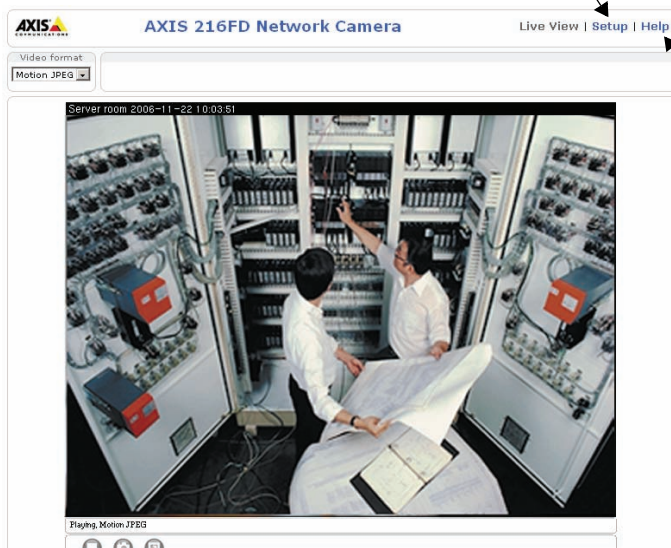 AXIS
COMMUNICATIONS
AXIS 216FD Network Camera
Live View | Setup | Help
Video format
Motion JPEG
Server room 2006-11-22 10:03:51
Playing, Motion JPEG